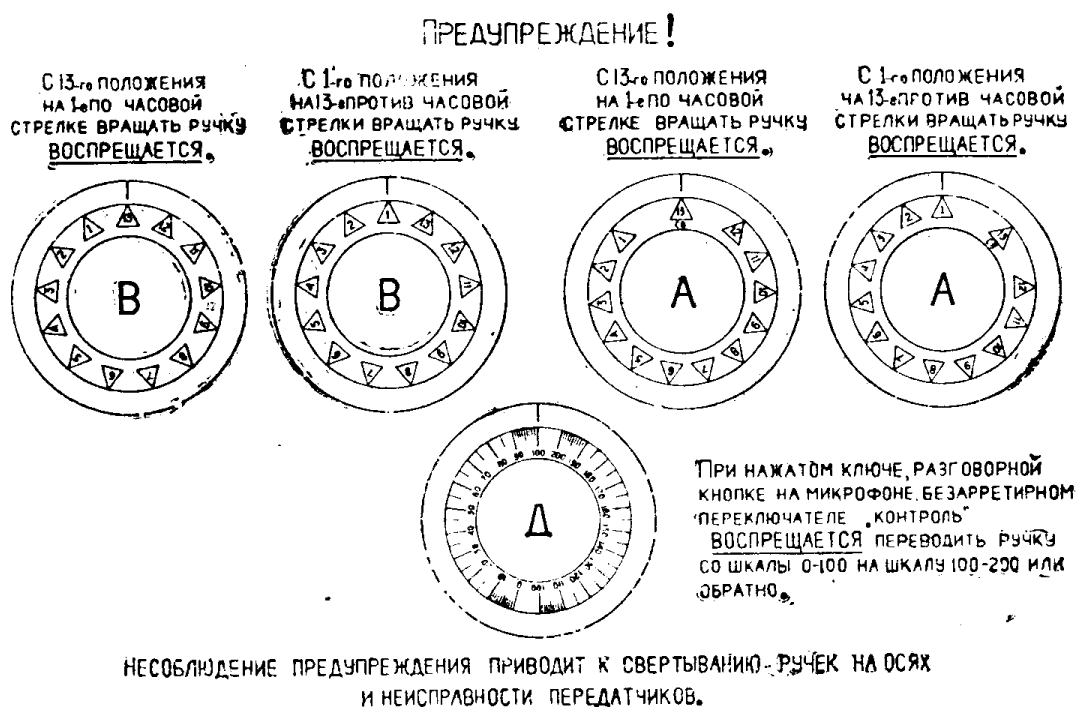 ПРЕДУПРЕЖДЕНИЕ!
С 13-го ПОЛОЖЕНИЯ
НА 1-е ПО ЧАСОВОЙ
СТРЕЛКЕ ВРАЩАТЬ РУЧКУ
ВОСПРЕЩАЕТСЯ.
С 1-го ПОЛОЖЕНИЯ
НА 13-е ПРОТИВ ЧАСОВОЙ
СТРЕЛКИ ВРАЩАТЬ РУЧКУ
ВОСПРЕЩАЕТСЯ.
С 13-го ПОЛОЖЕНИЯ
НА 1-е ПО ЧАСОВОЙ
СТРЕЛКЕ ВРАЩАТЬ РУЧКУ
ВОСПРЕЩАЕТСЯ.
С 1-го ПОЛОЖЕНИЯ
НА 13-е ПРОТИВ ЧАСОВОЙ
СТРЕЛКИ ВРАЩАТЬ РУЧКУ
ВОСПРЕЩАЕТСЯ.
В
В
А
А
Д
ПРИ НАЖАТОМ КЛЮЧЕ, РАЗГОВОРНОЙ
КНОПКЕ НА МИКРОФОНЕ, БЕЗАРРЕТИРНОМ
ПЕРЕКЛЮЧАТЕЛЕ „КОНТРОЛЬ"
ВОСПРЕЩАЕТСЯ ПЕРЕВОДИТЬ РУЧКУ
СО ШКАЛЫ 0-100 НА ШКАЛУ 100-200 ИЛИ
ОБРАТНО.
НЕСОБЛЮДЕНИЕ ПРЕДУПРЕЖДЕНИЯ ПРИВОДИТ К СВЕРТЫВАНИЮ РУЧЕК НА ОСЯХ
И НЕИСПРАВНОСТИ ПЕРЕДАТЧИКОВ.